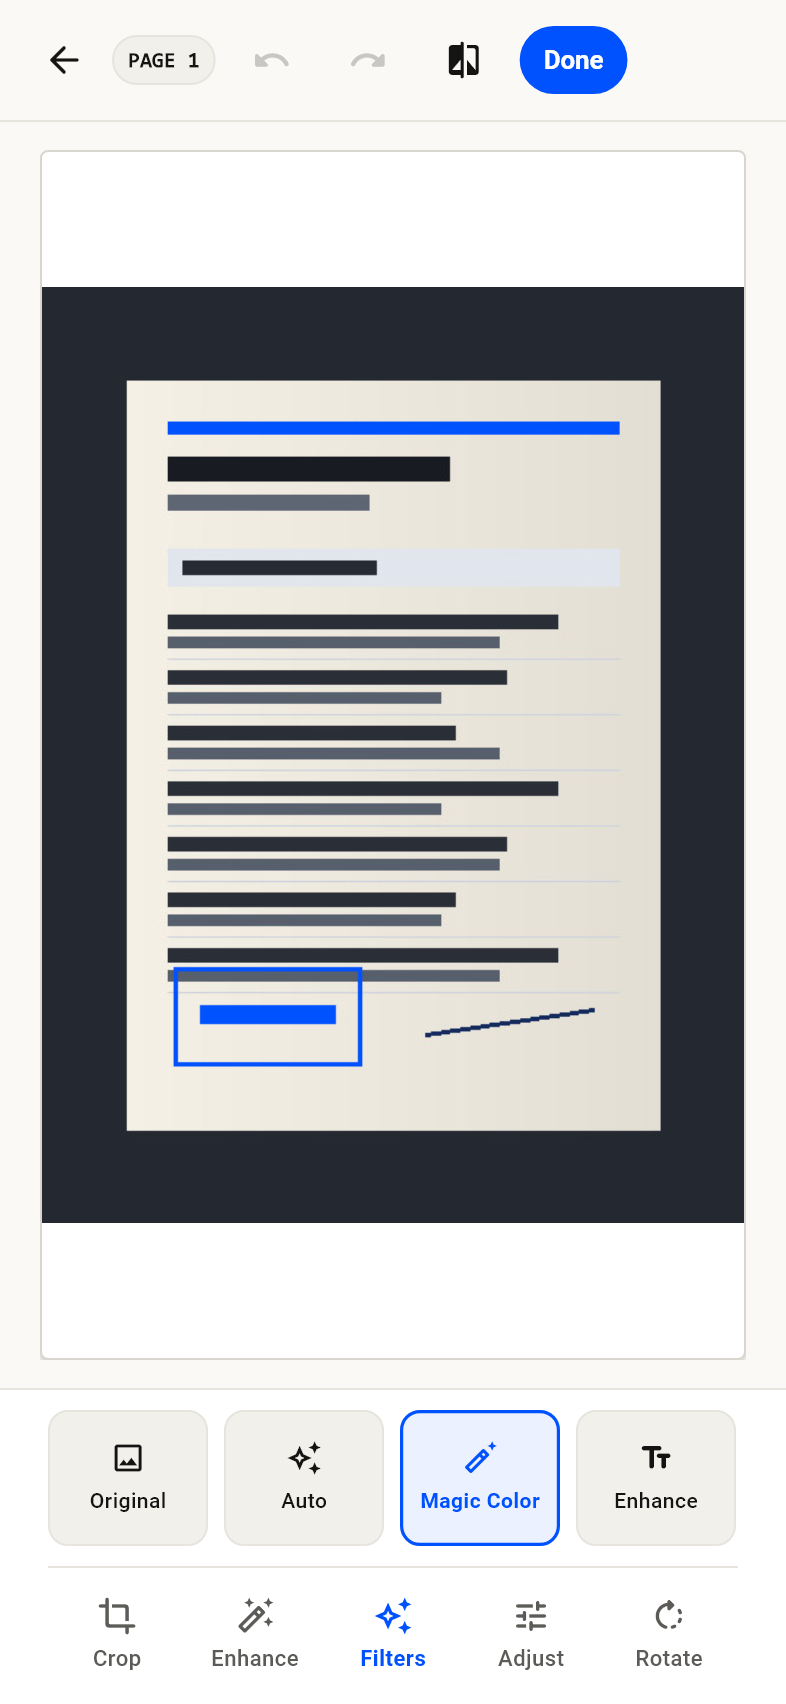 PAGE 1
Done
Original
Auto
Magic Color
Enhance
Crop
Enhance
Filters
Adjust
Rotate